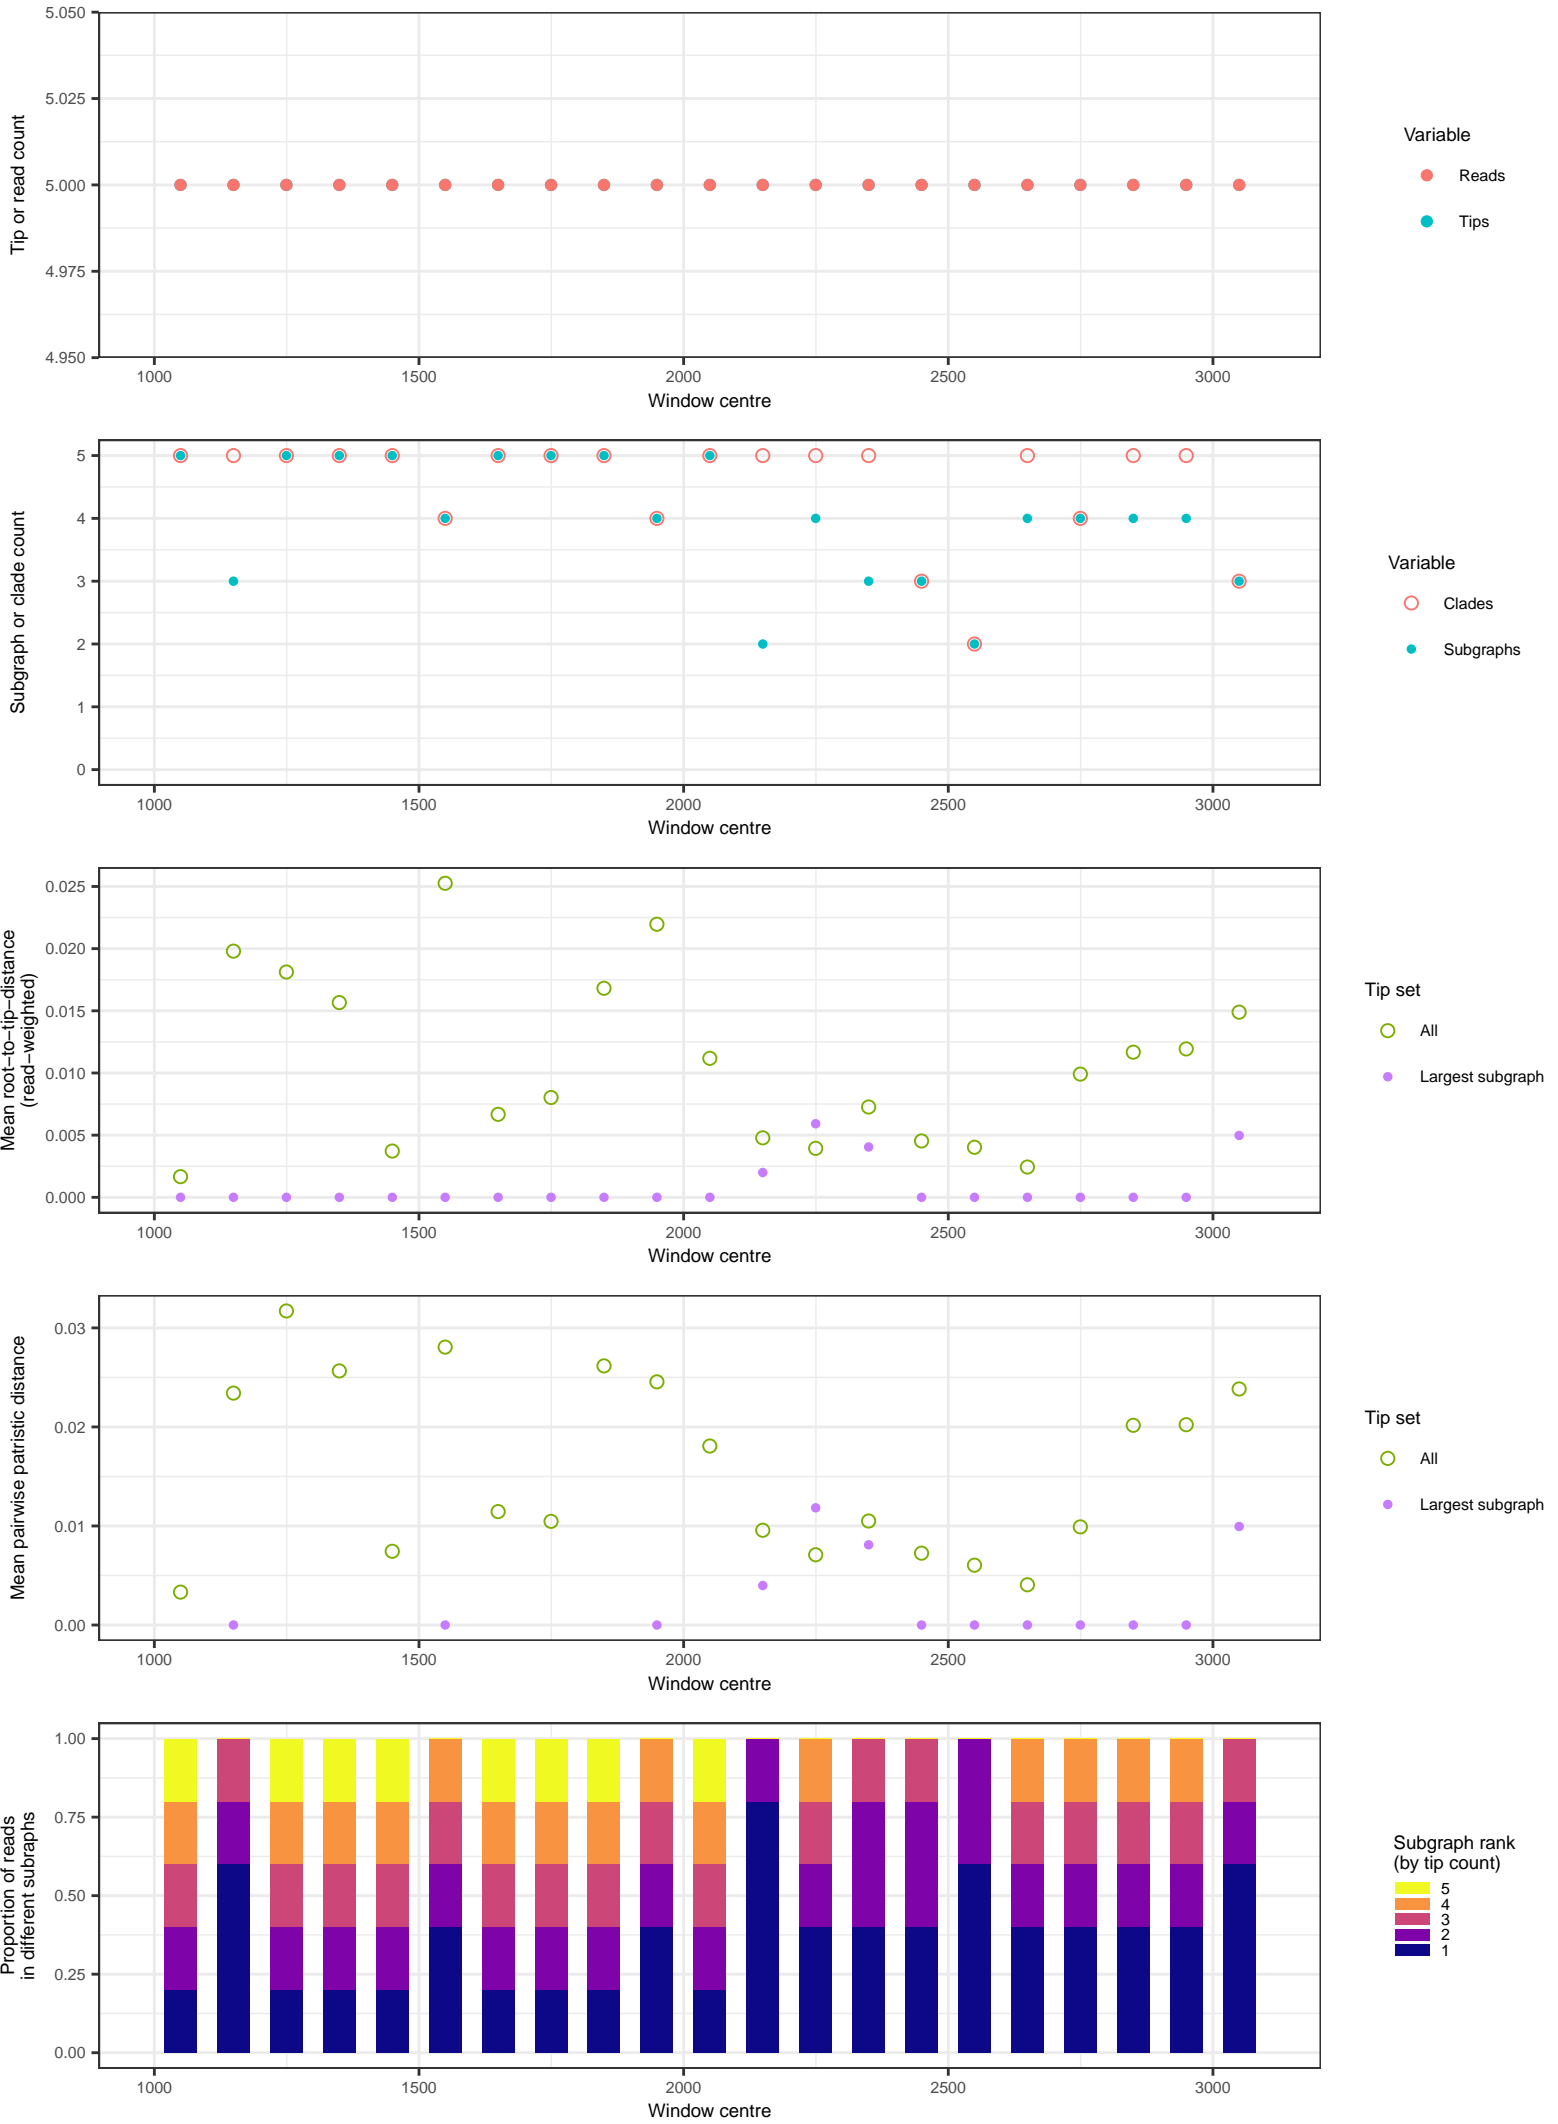 5.050
5.025
5.000
4.975
4.950
Tip or read count
1000 1500 2000 2500 3000
Window centre
Variable
Reads
Tips
5
4
3
2
1
0
Subgraph or clade count
1000 1500 2000 2500 3000
Window centre
Variable
Clades
Subgraphs
0.025
0.020
0.015
0.010
0.005
0.000
Mean root−to−tip−distance
(read−weighted)
1000 1500 2000 2500 3000
Window centre
Tip set
All
Largest subgraph
0.03
0.02
0.01
0.00
Mean pairwise patristic distance
1000 1500 2000 2500 3000
Window centre
Tip set
All
Largest subgraph
1.00
0.75
0.50
0.25
0.00
Proportion of reads
in different subraphs
1000 1500 2000 2500 3000
Window centre
Subgraph rank
(by tip count)
5
4
3
2
1